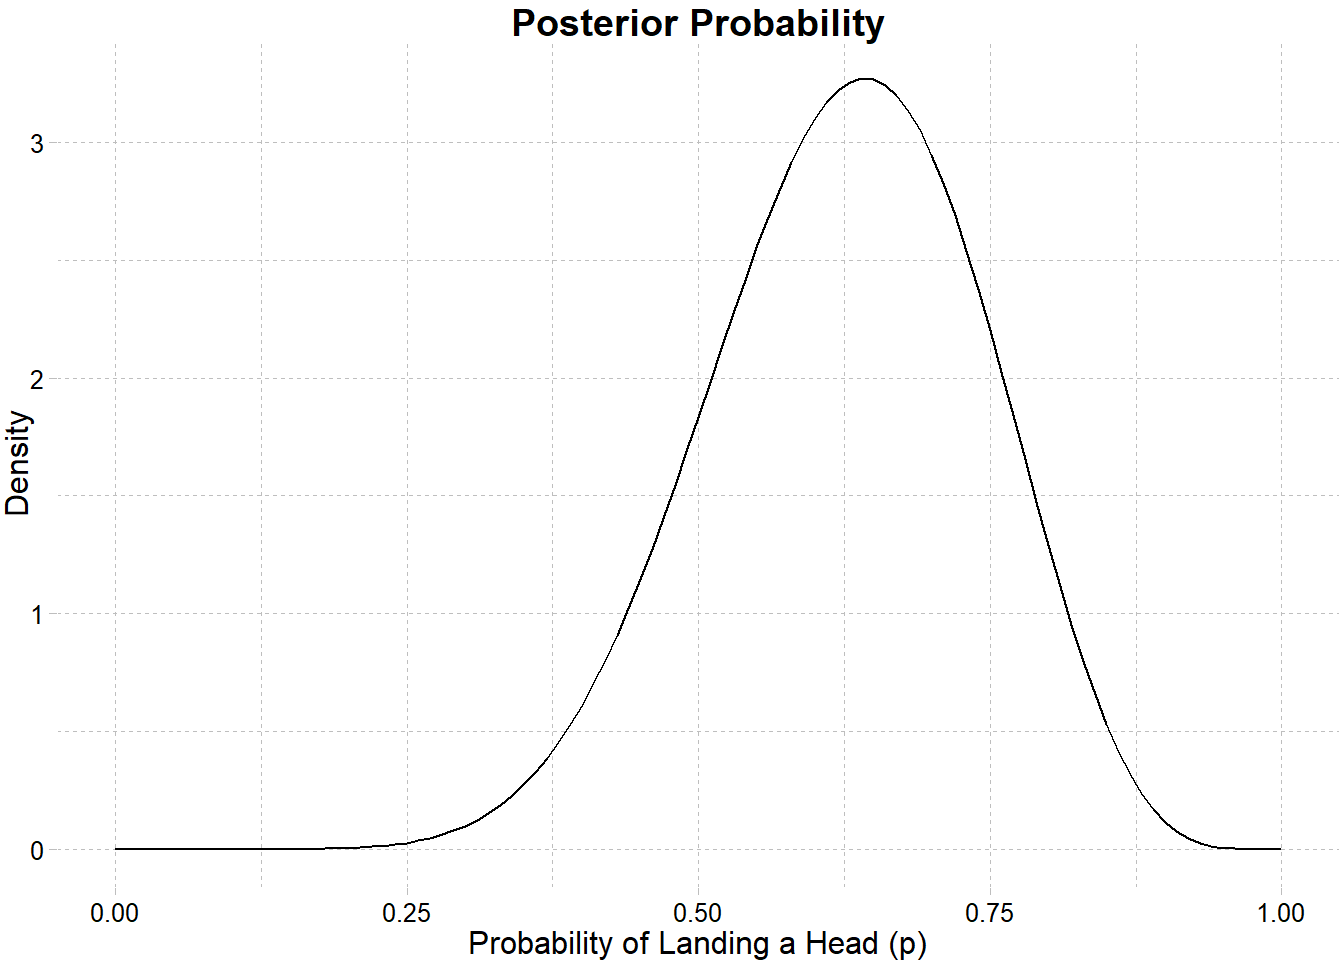 Posterior Probability
3
2
1
0
Density
0.00 0.25 0.50 0.75 1.00
Probability of Landing a Head (p)